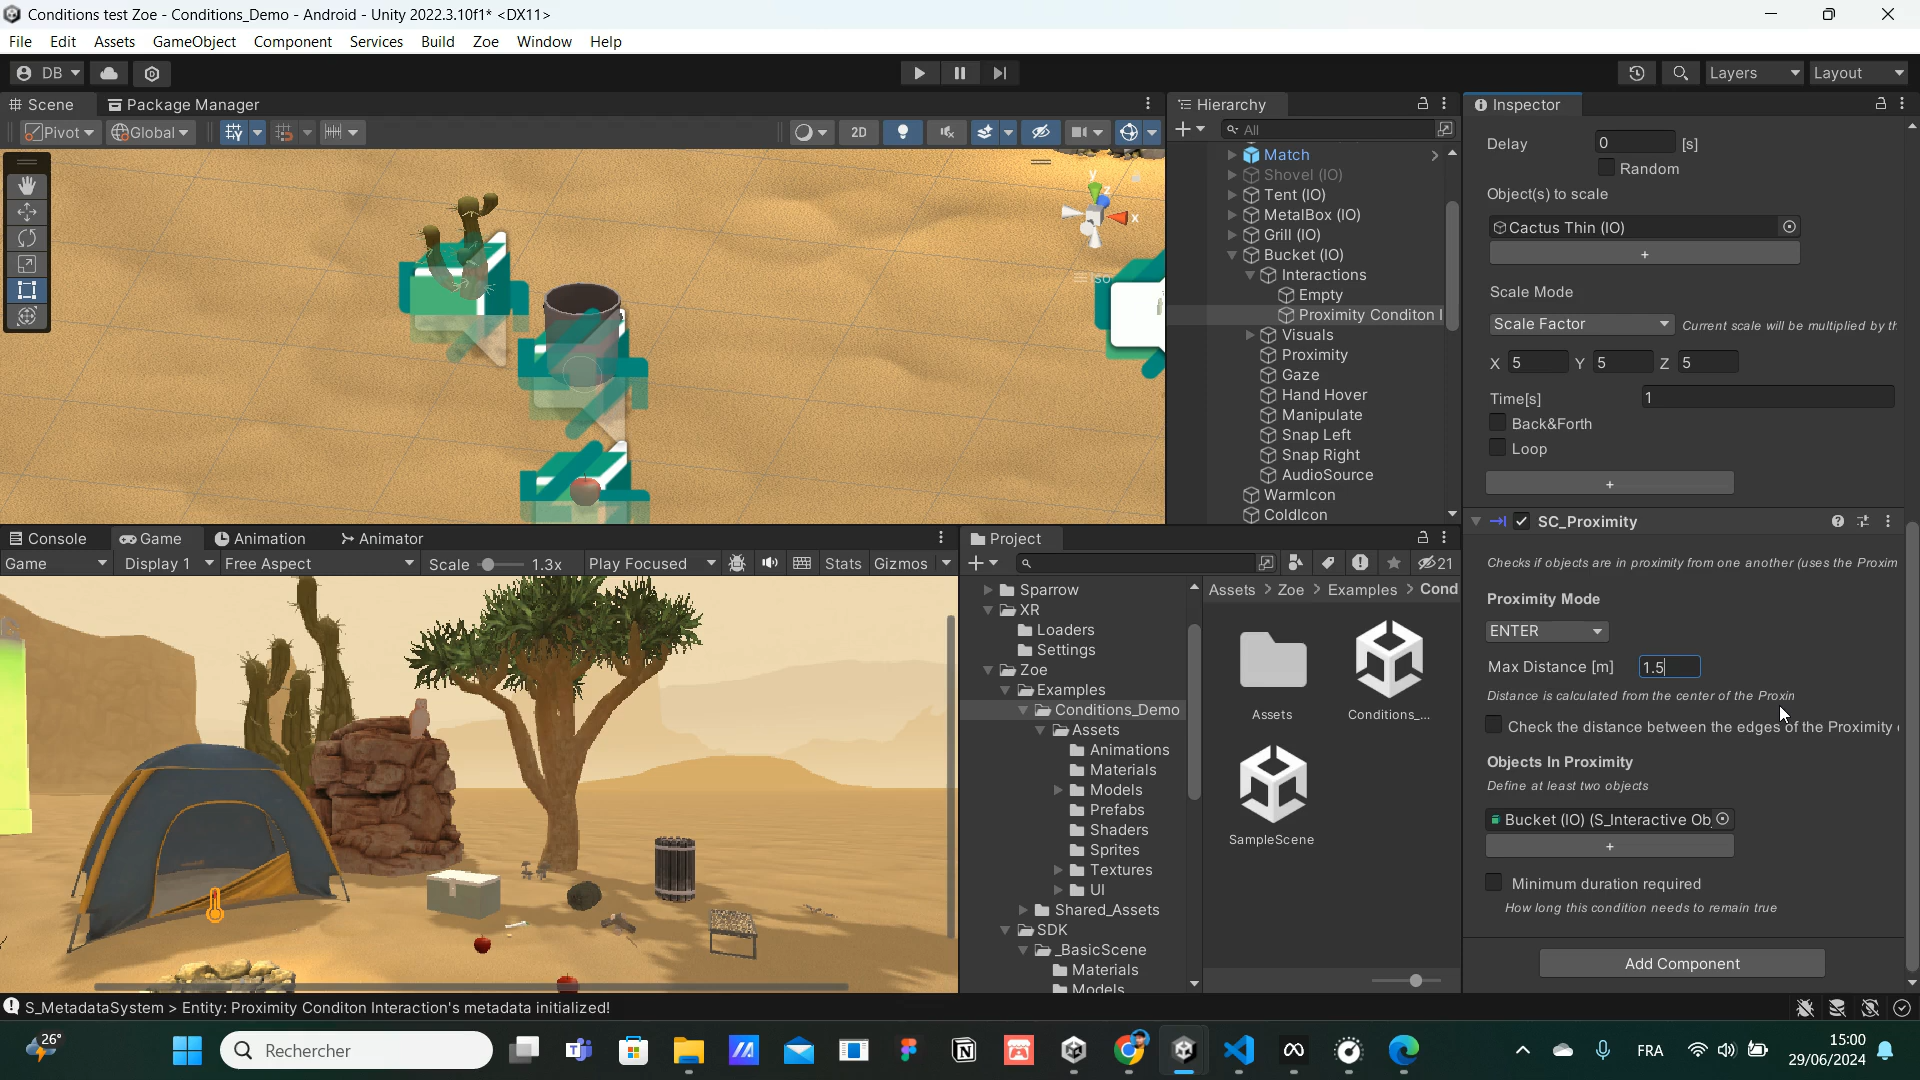 Conditions test Zoe - Conditions_Demo - Android - Unity 2022.3.10f1* <DX11>
File Edit Assets GameObject Component Services Build Zoe Window Help
DB Layers Layout
Scene Package Manager
Pivot Global 2D
y
z
x
Iso
Hierarchy
All
Match
Shovel (IO)
Tent (IO)
MetalBox (IO)
Grill (IO)
Bucket (IO)
Interactions
Empty
Proximity Conditon I
Visuals
Proximity
Gaze
Hand Hover
Manipulate
Snap Left
Snap Right
AudioSource
WarmIcon
ColdIcon
Inspector
Delay 0 [s]
Random
Object(s) to scale
Cactus Thin (IO)
+
Scale Mode
Scale Factor Current scale will be multiplied by th
X 5 Y 5 Z 5
Time[s] 1
Back&Forth
Loop
+
SC_Proximity
Checks if objects are in proximity from one another (uses the Proxim
Proximity Mode
ENTER
Max Distance [m] 1.5
Distance is calculated from the center of the Proxin
Check the distance between the edges of the Proximity
Objects In Proximity
Define at least two objects
Bucket (IO) (S_Interactive Ob
+
Minimum duration required
How long this condition needs to remain true
Add Component
Console Game Animation Animator
Game Display 1 Free Aspect Scale 1.3x Play Focused Stats Gizmos
Project
21
Sparrow
XR
Loaders
Settings
Zoe
Examples
Conditions_Demo
Assets
Animations
Materials
Models
Prefabs
Shaders
Sprites
Textures
UI
Shared_Assets
SDK
_BasicScene
Materials
Models
Assets > Zoe > Examples > Cond
Assets
Conditions_...
SampleScene
S_MetadataSystem > Entity: Proximity Conditon Interaction's metadata initialized!
26°
Rechercher
FRA
15:00
29/06/2024